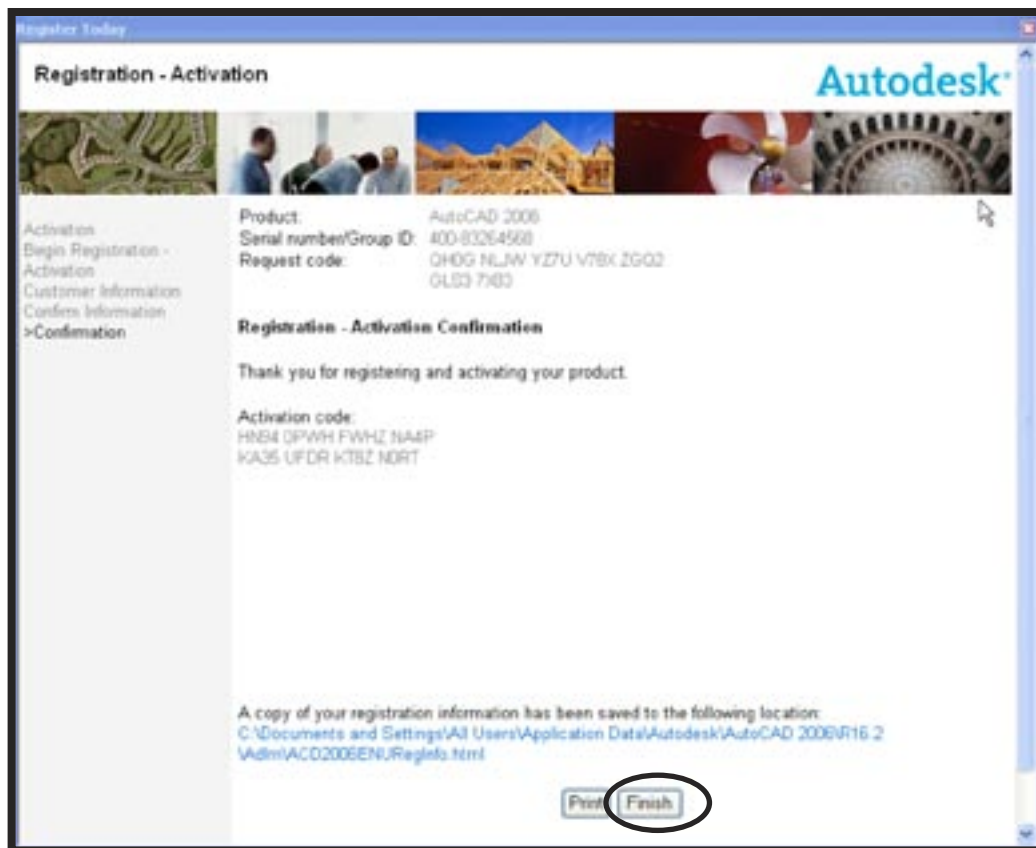 Register Today
Registration - Activation
Autodesk
Activation
Begin Registration -
Activation
Customer Information
Confirm Information
>Confirmation
Product: AutoCAD 2006
Serial number/Group ID: 400-83264568
Request code:
Registration - Activation Confirmation
Thank you for registering and activating your product.
Activation code:
A copy of your registration information has been saved to the following location:
C:\Documents and Settings\All Users\Application Data\Autodesk\AutoCAD 2006\R16.2
\Adlm\ACD2006ENURegInfo.html
Print Finish